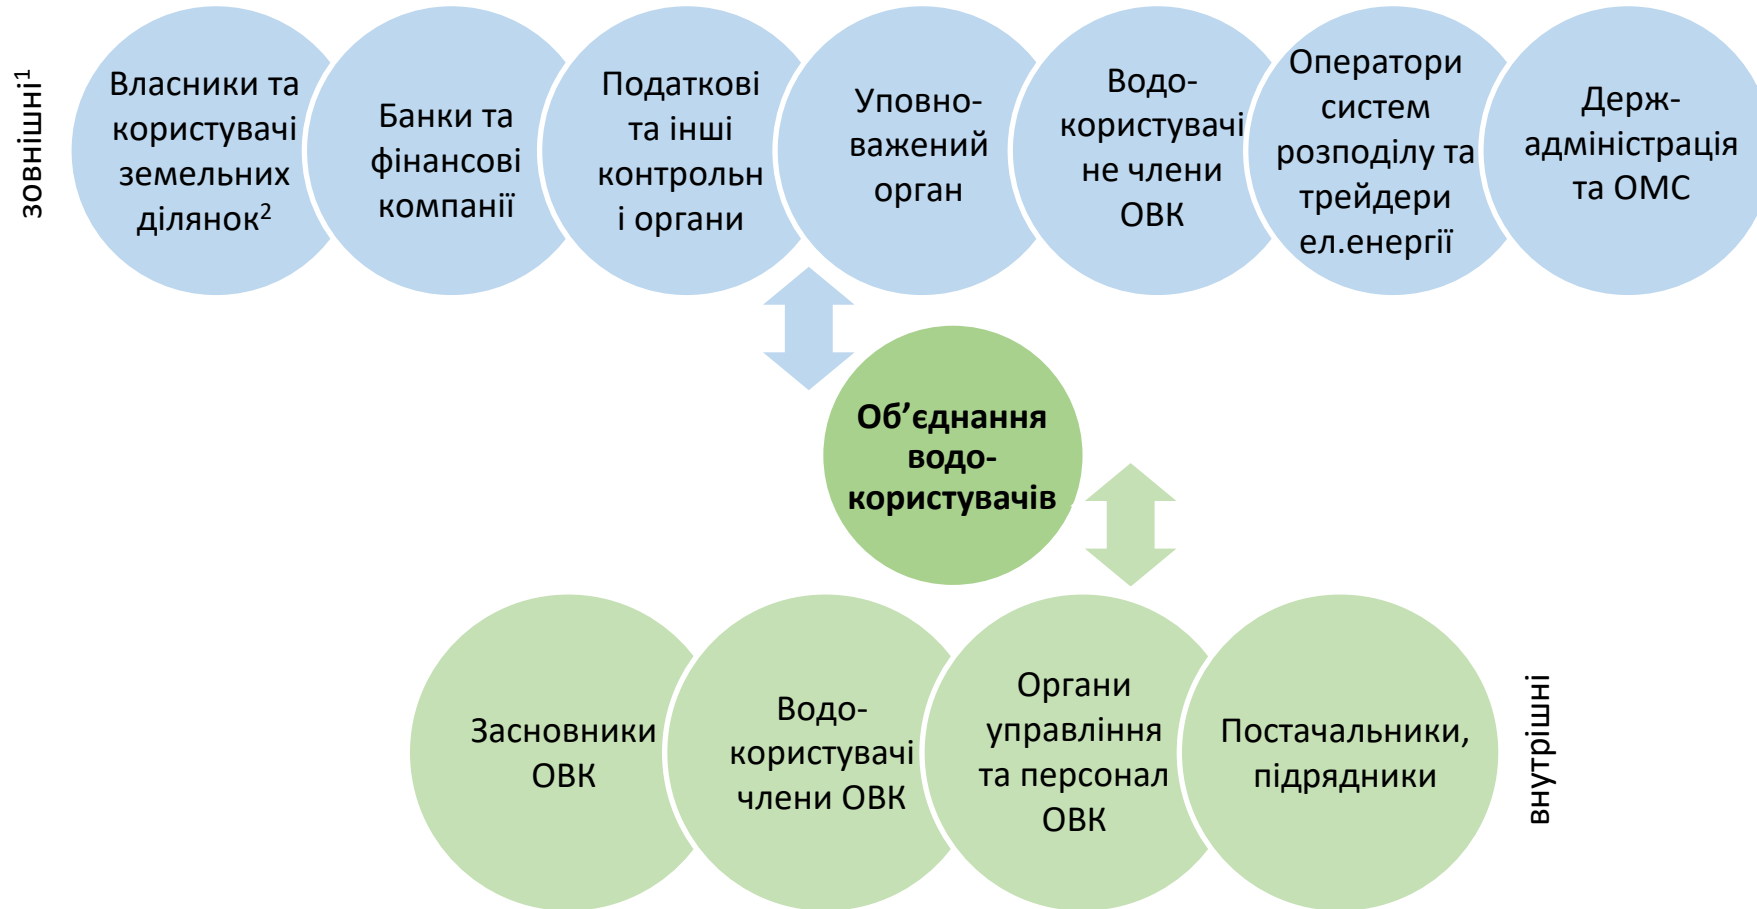 зовнішні¹
Власники та
користувачі
земельних
ділянок²
Банки та
фінансові
компанії
Податкові
та інші
контрольн
і органи
Уповно-
важений
орган
Водо-
користувачі
не члени
ОВК
Оператори
систем
розподілу та
трейдери
ел.енергії
Держ-
адміністрація
та ОМС
Об’єднання
водо-
користувачів
Засновники
ОВК
Водо-
користувачі
члени ОВК
Органи
управління
та персонал
ОВК
Постачальники,
підрядники
внутрішні